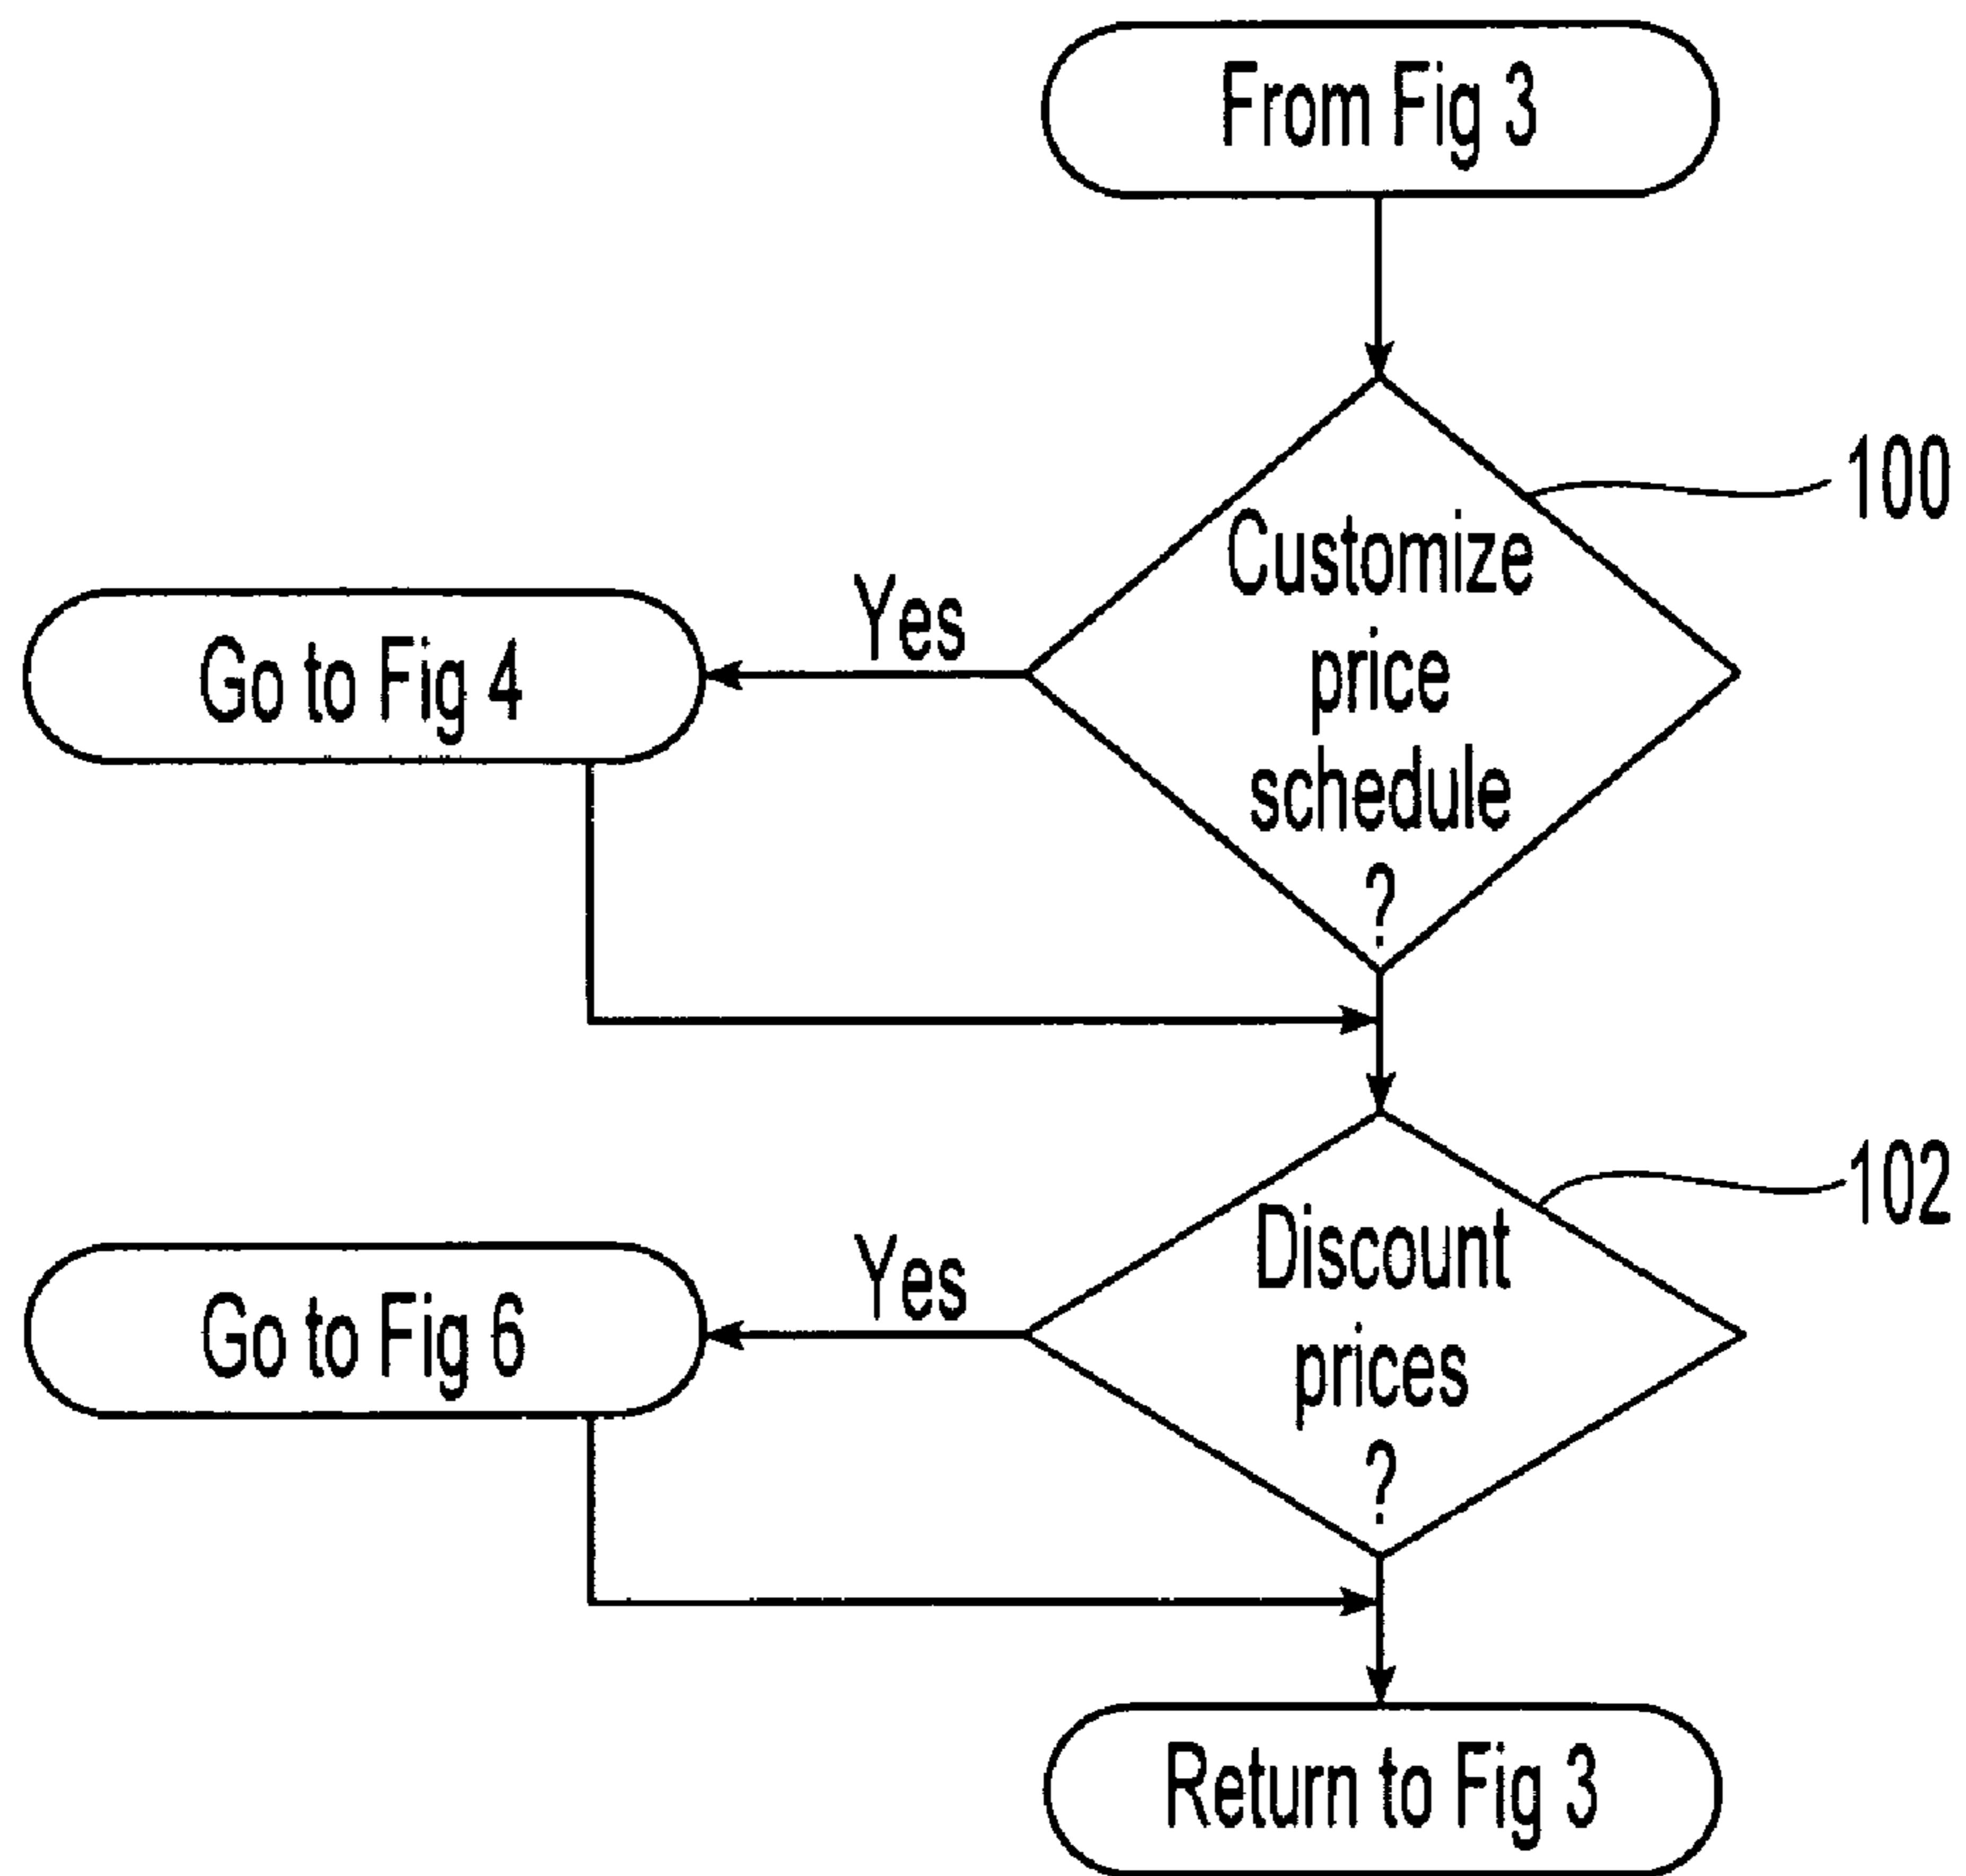 From Fig 3
100
Customize
price
schedule
?
Yes
Go to Fig 4
102
Discount
prices
?
Yes
Go to Fig 6
Return to Fig 3